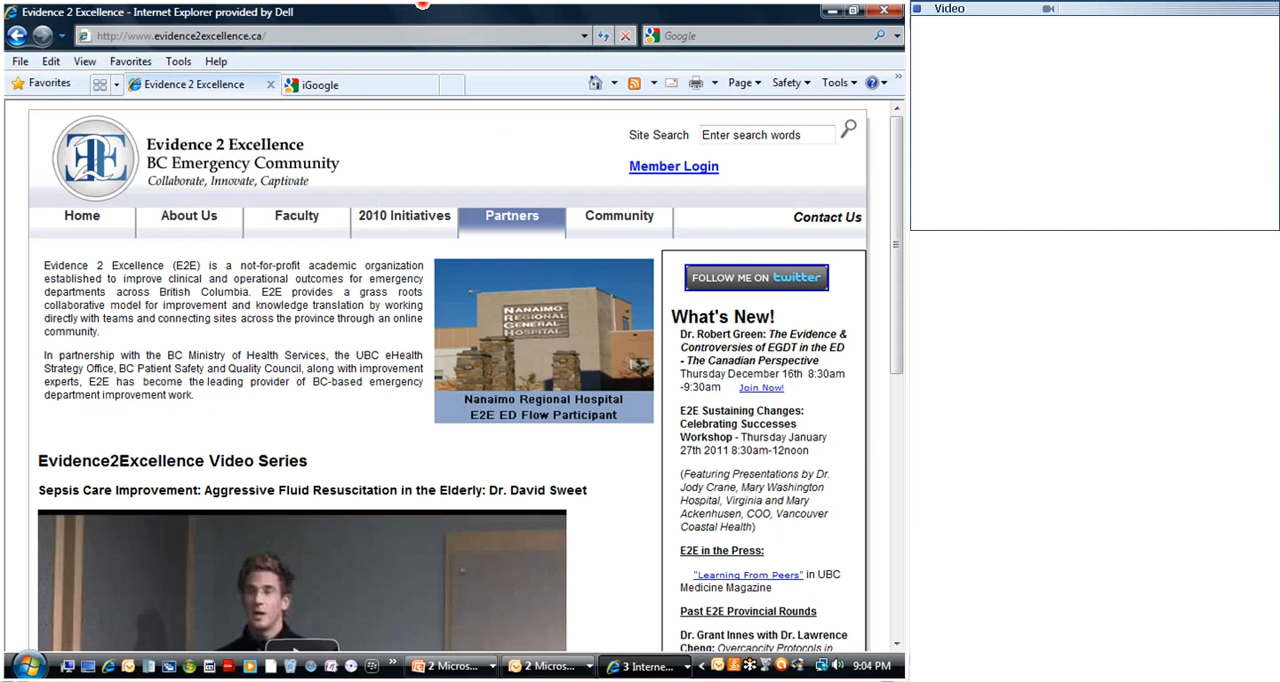 Evidence 2 Excellence - Internet Explorer provided by Dell
Video
http://www.evidence2excellence.ca/
Google
File Edit View Favorites Tools Help
Favorites
Evidence 2 Excellence
iGoogle
Page Safety Tools
Evidence 2 Excellence
BC Emergency Community
Collaborate, Innovate, Captivate
Site Search Enter search words
Member Login
Home About Us Faculty 2010 Initiatives Partners Community Contact Us
Evidence 2 Excellence (E2E) is a not-for-profit academic organization
established to improve clinical and operational outcomes for emergency
departments across British Columbia. E2E provides a grass roots
collaborative model for improvement and knowledge translation by working
directly with teams and connecting sites across the province through an online
community.
In partnership with the BC Ministry of Health Services, the UBC eHealth
Strategy Office, BC Patient Safety and Quality Council, along with improvement
experts, E2E has become the leading provider of BC-based emergency
department improvement work.
NANAIMO
REGIONAL
GENERAL
HOSPITAL
Nanaimo Regional Hospital
E2E ED Flow Participant
Evidence2Excellence Video Series
Sepsis Care Improvement: Aggressive Fluid Resuscitation in the Elderly: Dr. David Sweet
FOLLOW ME ON twitter
What's New!
Dr. Robert Green: The Evidence &
Controversies of EGDT in the ED
- The Canadian Perspective
Thursday December 16th 8:30am
-9:30am Join Now!
E2E Sustaining Changes:
Celebrating Successes
Workshop - Thursday January
27th 2011 8:30am-12noon
(Featuring Presentations by Dr.
Jody Crane, Mary Washington
Hospital, Virginia and Mary
Ackenhusen, COO, Vancouver
Coastal Health)
E2E in the Press:
"Learning From Peers" in UBC
Medicine Magazine
Past E2E Provincial Rounds
Dr. Grant Innes with Dr. Lawrence
Cheng: Overcapacity Protocols in
2 Micros... 2 Micros... 3 Interne... 9:04 PM